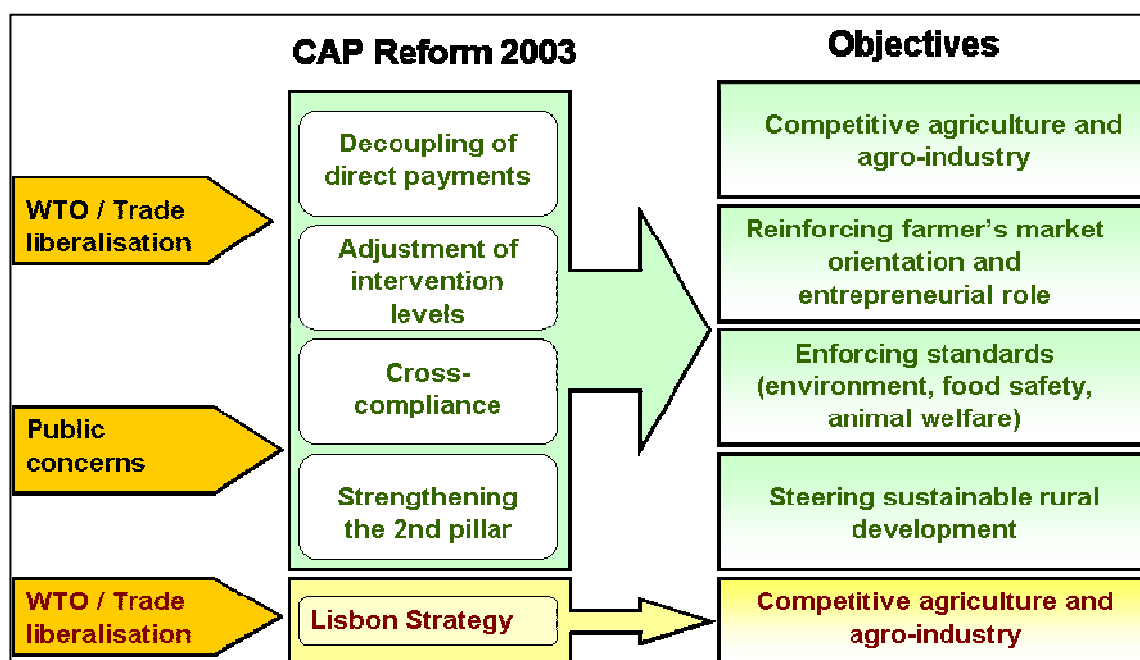 CAP Reform 2003
Objectives
WTO / Trade
liberalisation
Public
concerns
WTO / Trade
liberalisation
Decoupling of
direct payments
Adjustment of
intervention
levels
Cross-
compliance
Strengthening
the 2nd pillar
Lisbon Strategy
Competitive agriculture and
agro-industry
Reinforcing farmer's market
orientation and
entrepreneurial role
Enforcing standards
(environment, food safety,
animal welfare)
Steering sustainable rural
development
Competitive agriculture and
agro-industry